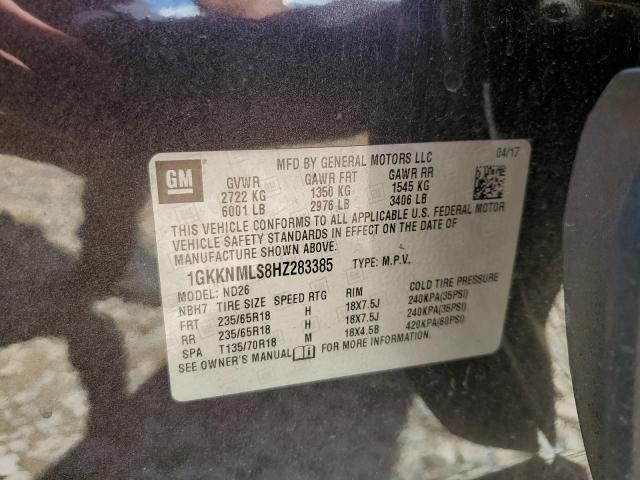 GM
MFD BY GENERAL MOTORS LLC 04/17
GVWR GAWR FRT GAWR RR
2722 KG 1350 KG 1545 KG
6001 LB 2976 LB 3406 LB
THIS VEHICLE CONFORMS TO ALL APPLICABLE U.S. FEDERAL MOTOR
VEHICLE SAFETY STANDARDS IN EFFECT ON THE DATE OF
MANUFACTURE SHOWN ABOVE.
1GKKNMLS8HZ283385 TYPE: M.P.V.
MODEL: ND26
NBH7 TIRE SIZE SPEED RTG RIM COLD TIRE PRESSURE
FRT 235/65R18 H 18X7.5J 240KPA(35PSI)
RR 235/65R18 H 18X7.5J 240KPA(35PSI)
SPA T135/70R18 M 18X4.5B 420KPA(60PSI)
SEE OWNER'S MANUAL FOR MORE INFORMATION.